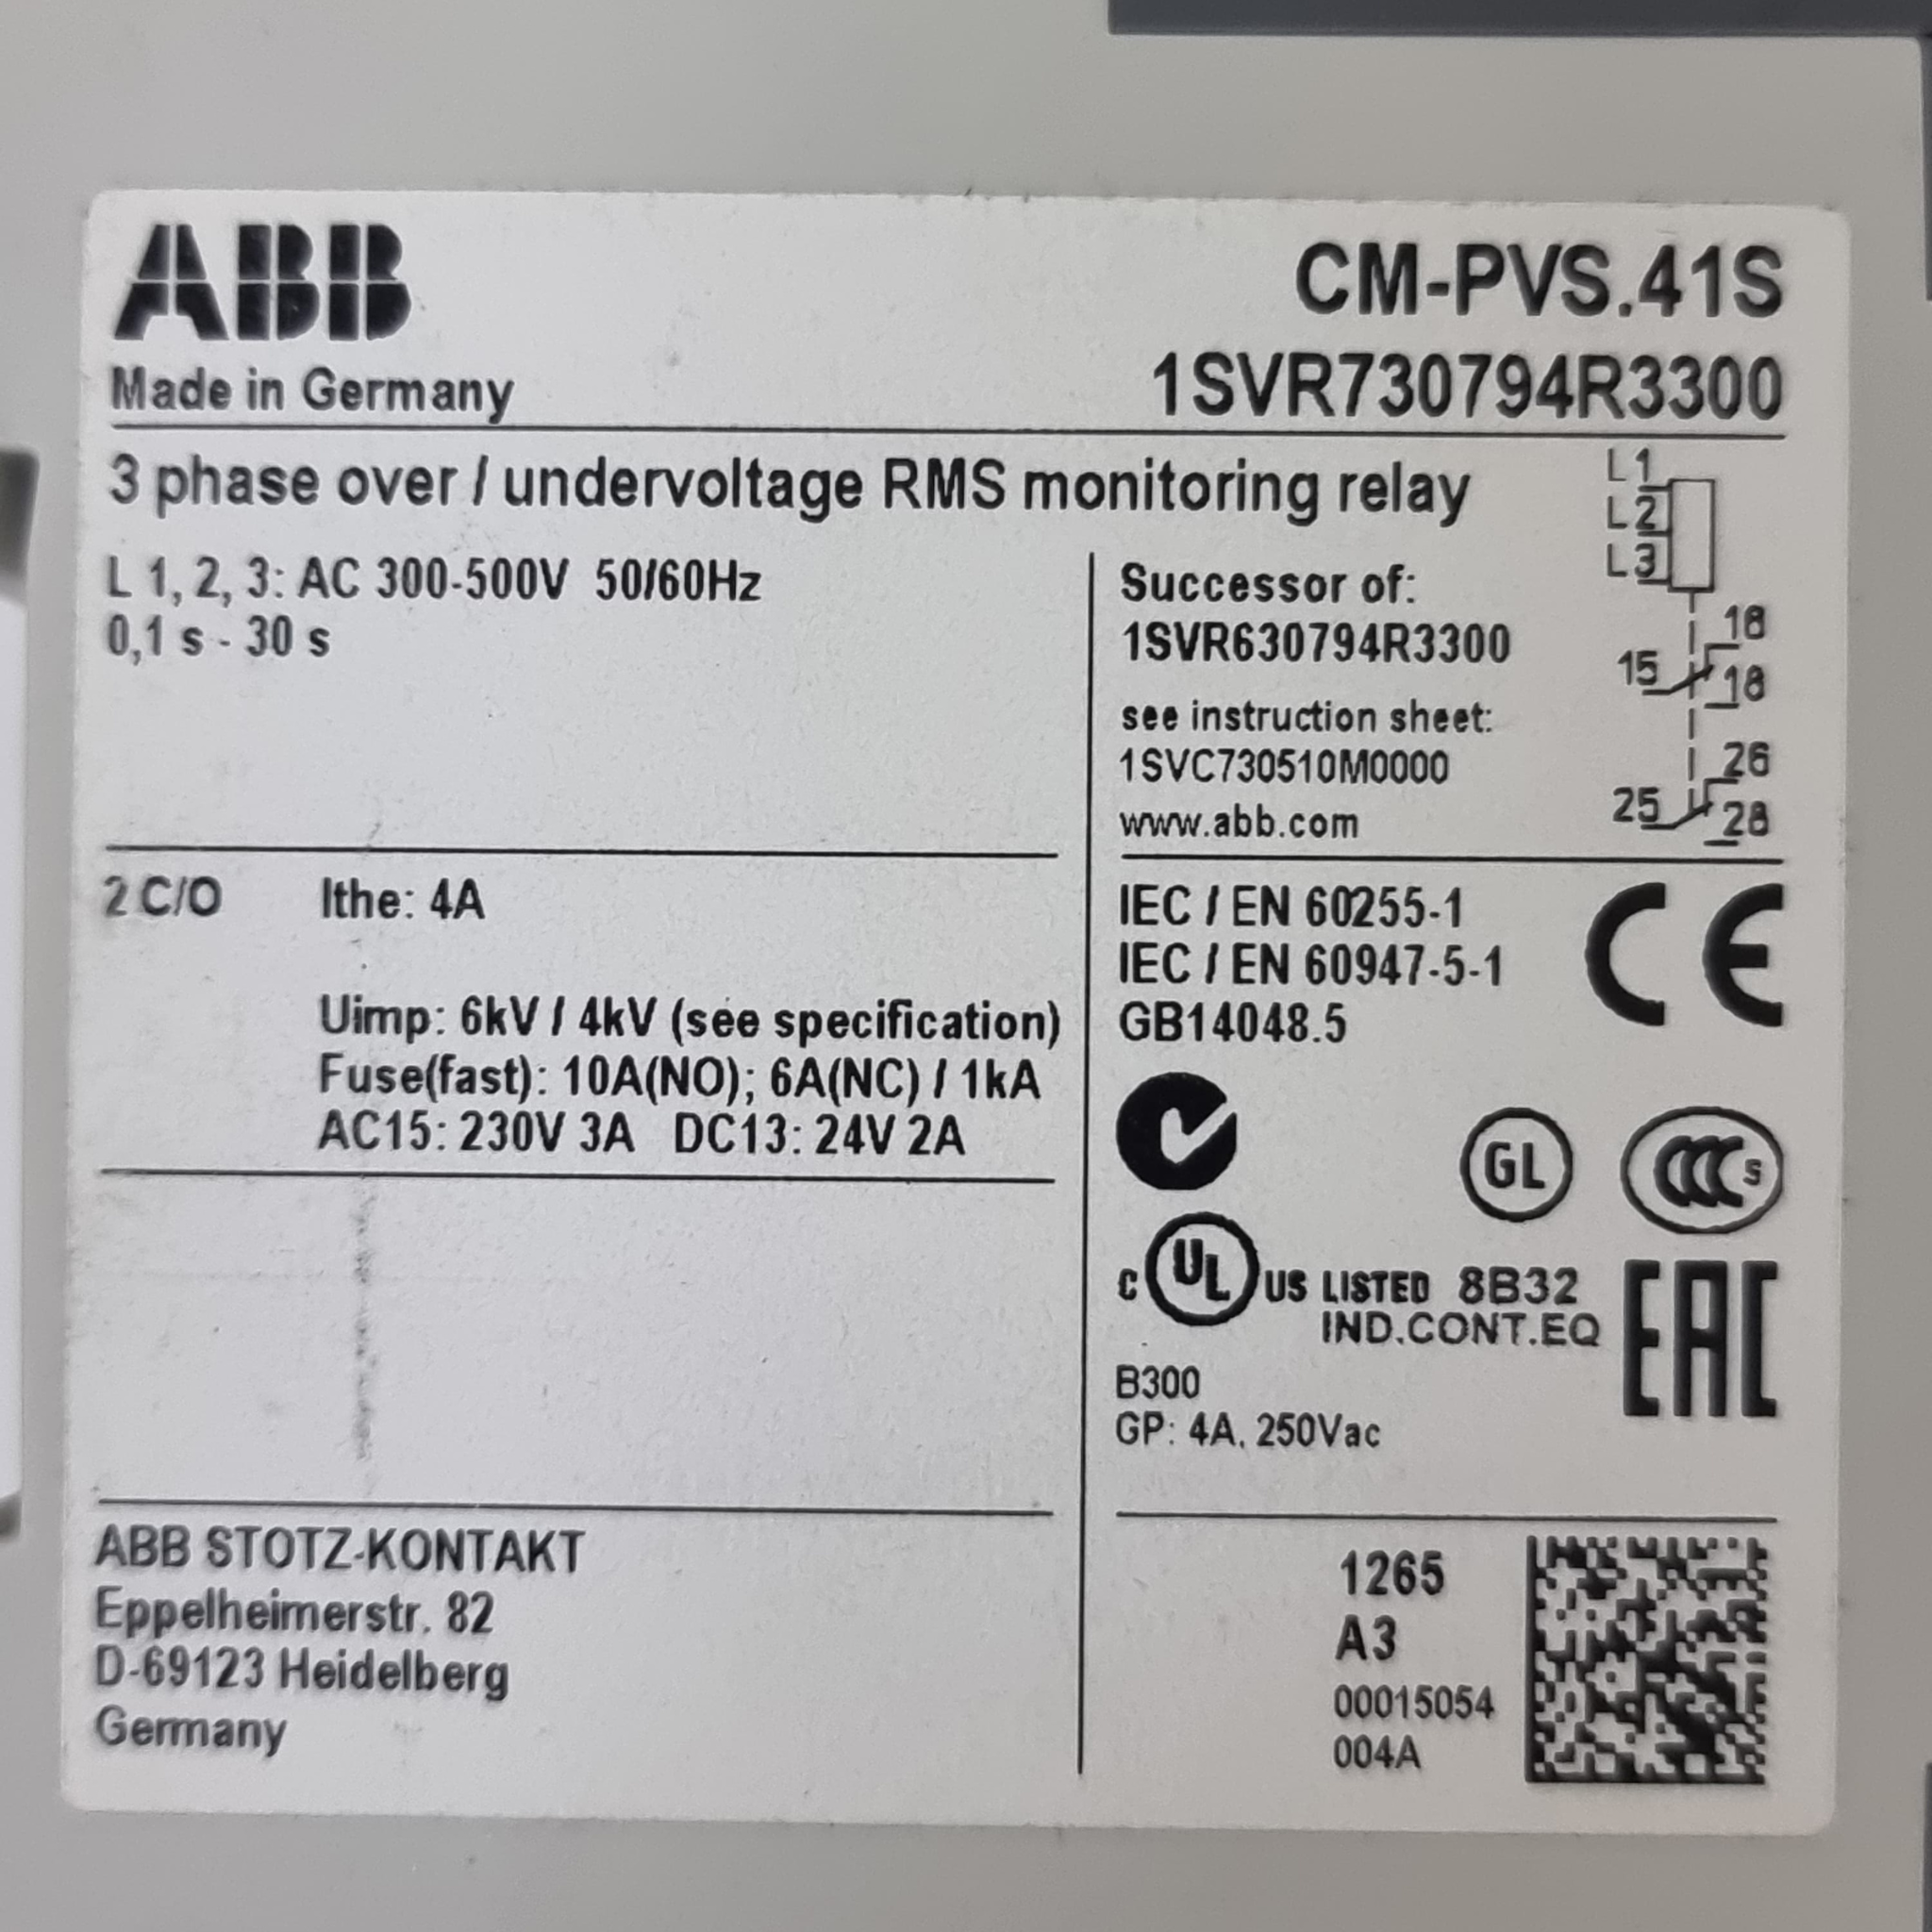 ABB
Made in Germany
CM-PVS.41S
1SVR730794R3300
3 phase over / undervoltage RMS monitoring relay
L 1, 2, 3: AC 300-500V 50/60Hz
0,1 s - 30 s
Successor of:
1SVR630794R3300
see instruction sheet:
1SVC730510M0000
www.abb.com
L1
L2
L3
15
16
18
25
26
28
2 C/O Ithe: 4A
Uimp: 6kV / 4kV (see specification)
Fuse(fast): 10A(NO); 6A(NC) / 1kA
AC15: 230V 3A DC13: 24V 2A
IEC / EN 60255-1
IEC / EN 60947-5-1
GB14048.5
CE
GL
CCC S
C UL US LISTED 8B32
IND.CONT.EQ
EAC
B300
GP: 4A, 250Vac
ABB STOTZ-KONTAKT
Eppelheimerstr. 82
D-69123 Heidelberg
Germany
1265
A3
00015054
004A